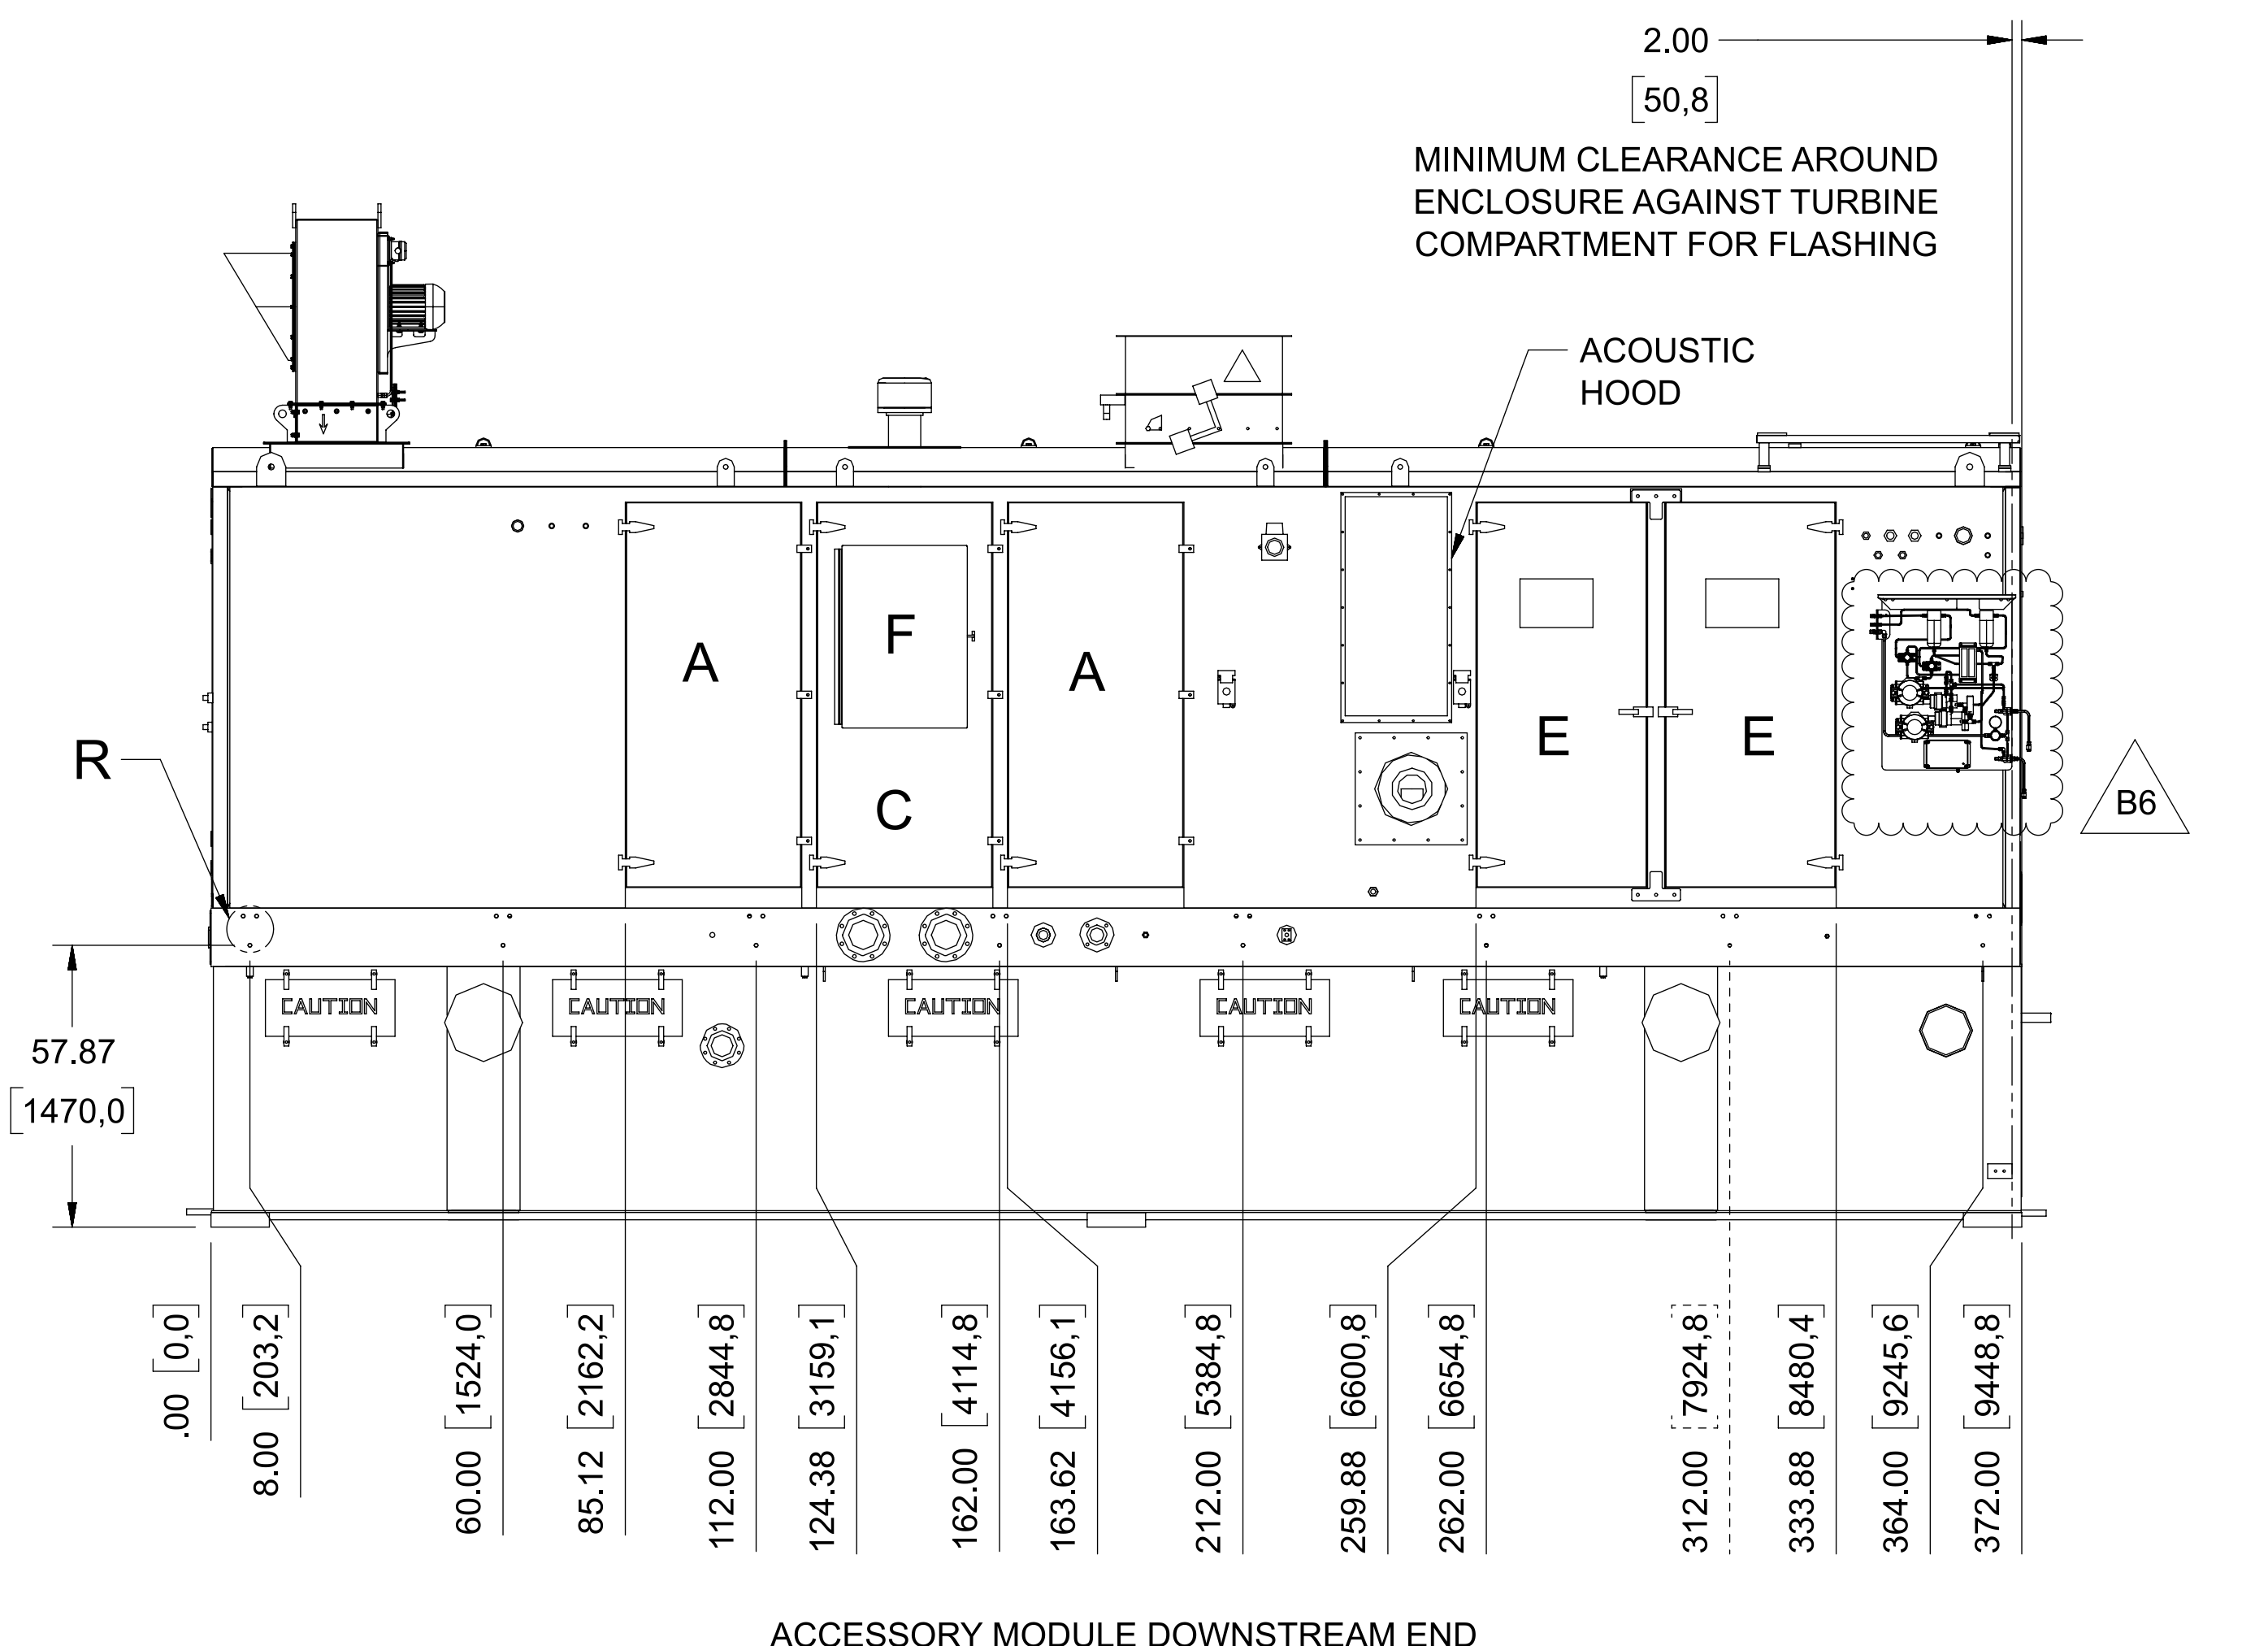 2.00
[50,8]
MINIMUM CLEARANCE AROUND
ENCLOSURE AGAINST TURBINE
COMPARTMENT FOR FLASHING
ACOUSTIC
HOOD
A
F
A
C
E
E
R
B6
CAUTION
CAUTION
CAUTION
CAUTION
CAUTION
57.87
[1470,0]
.00 [0,0]
8.00 [203,2]
60.00 [1524,0]
85.12 [2162,2]
112.00 [2844,8]
124.38 [3159,1]
162.00 [4114,8]
163.62 [4156,1]
212.00 [5384,8]
259.88 [6600,8]
262.00 [6654,8]
312.00 [7924,8]
333.88 [8480,4]
364.00 [9245,6]
372.00 [9448,8]
ACCESSORY MODULE DOWNSTREAM END